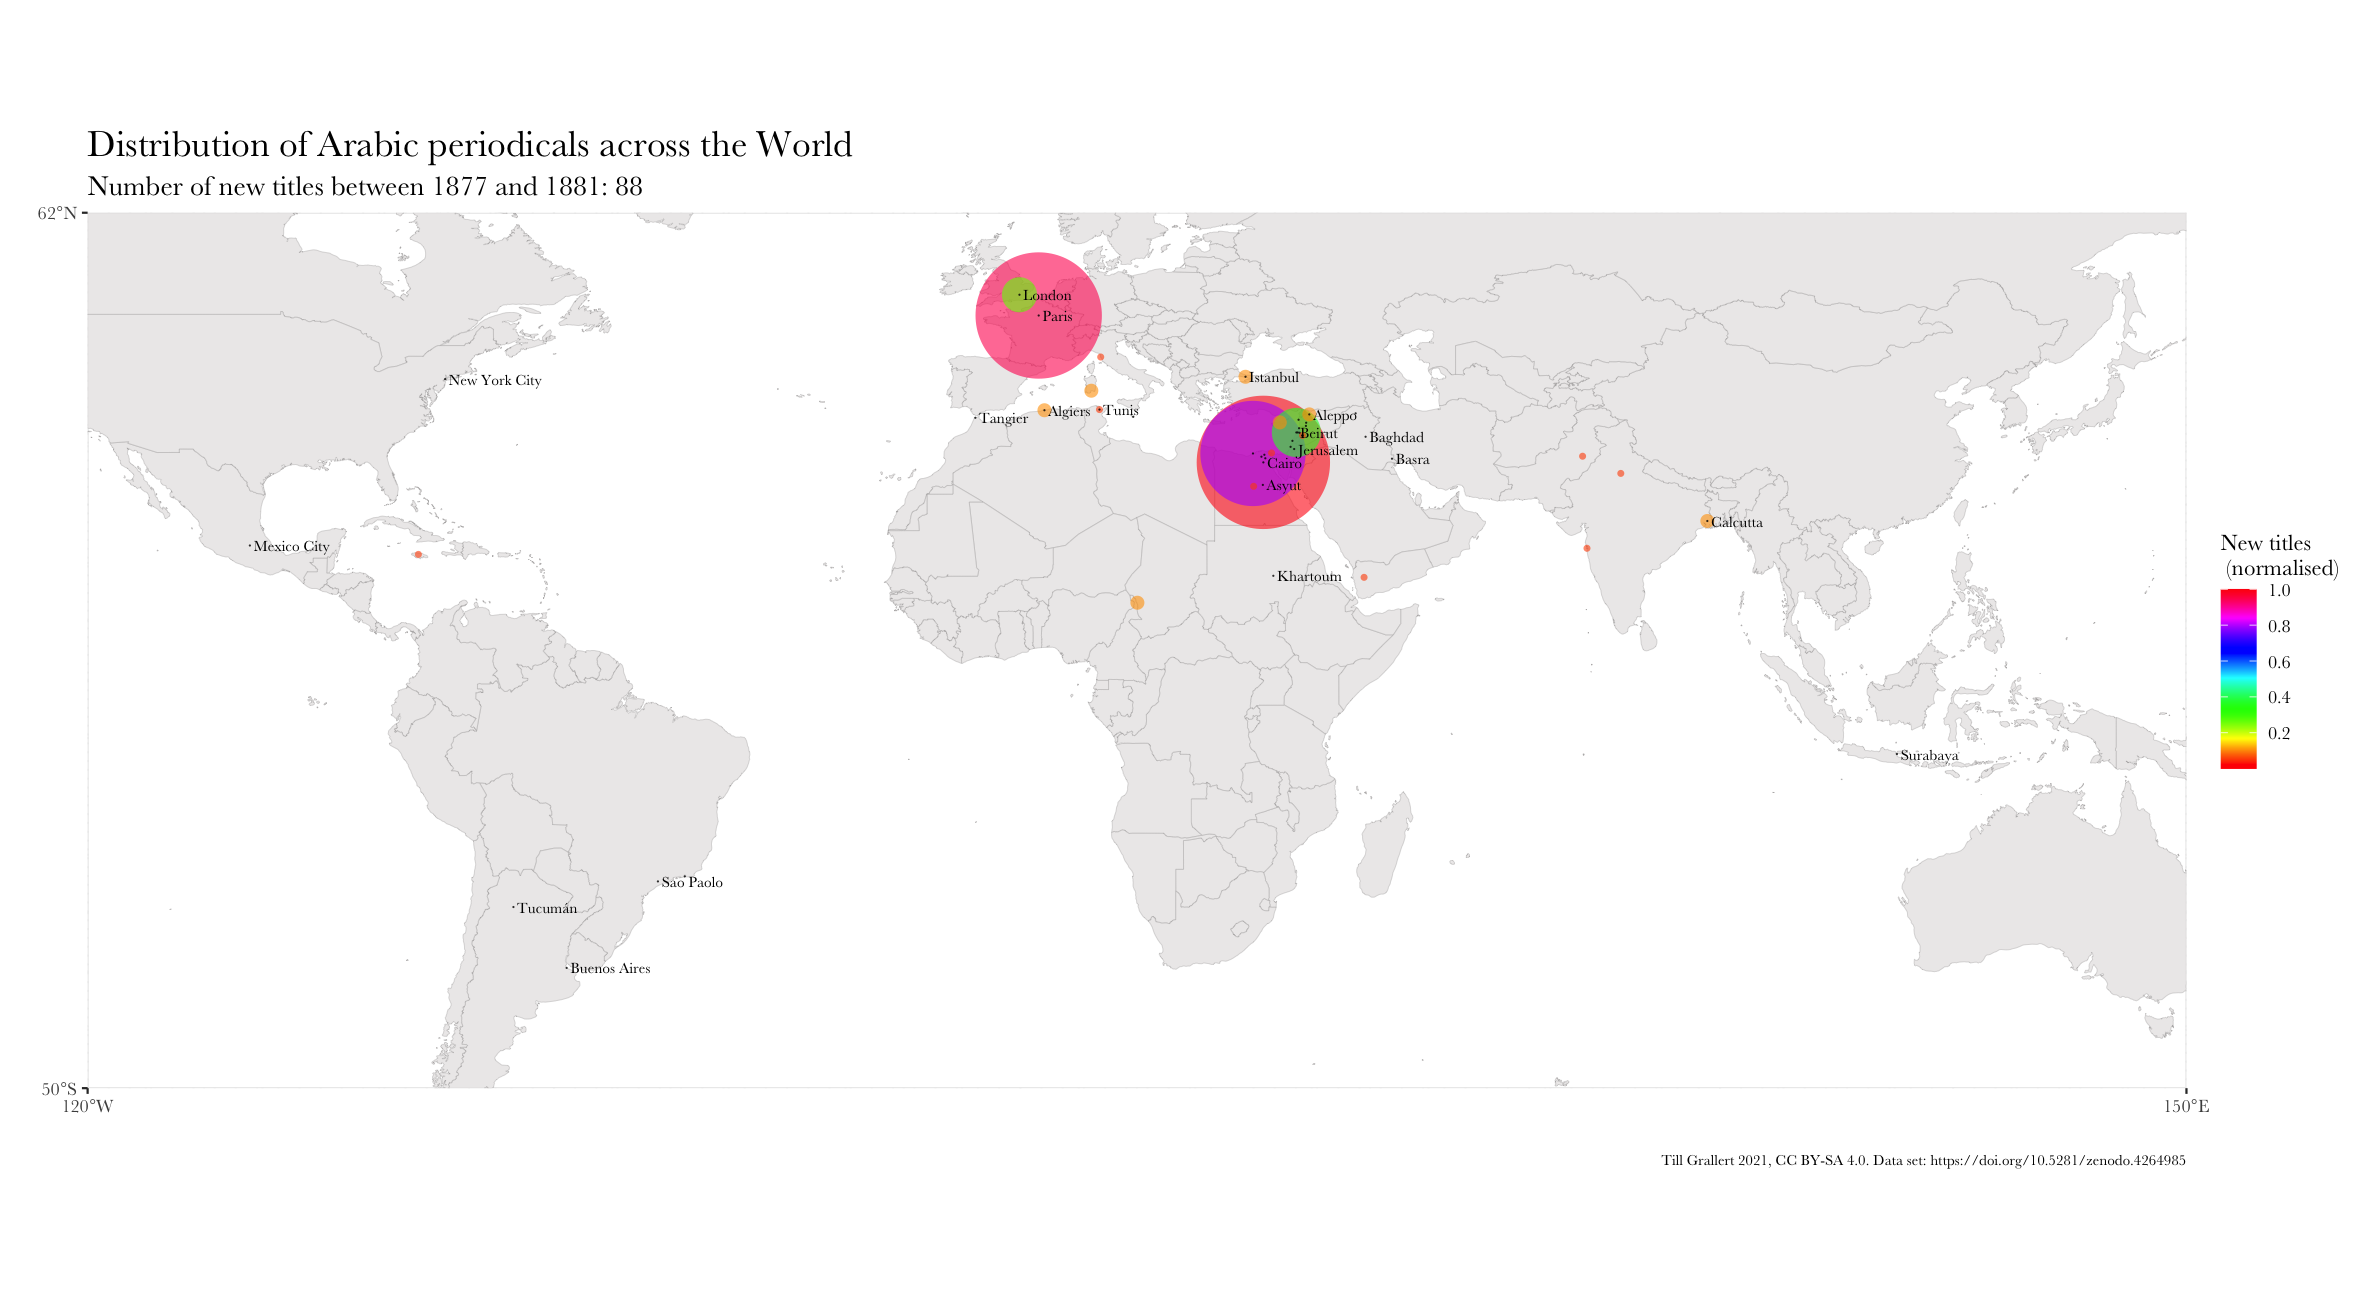 Distribution of Arabic periodicals across the World
Number of new titles between 1877 and 1881: 88
62°N
London
Paris
New York City
Istanbul
Tangier
Algiers
Tunis
Aleppo
Beirut
Baghdad
Jerusalem
Cairo
Basra
Asyut
Calcutta
Mexico City
Khartoum
New titles
(normalised)
1.0
0.8
0.6
0.4
0.2
Surabaya
Sao Paolo
Tucumán
Buenos Aires
50°S
120°W
150°E
Till Grallert 2021, CC BY-SA 4.0. Data set: https://doi.org/10.5281/zenodo.4264985